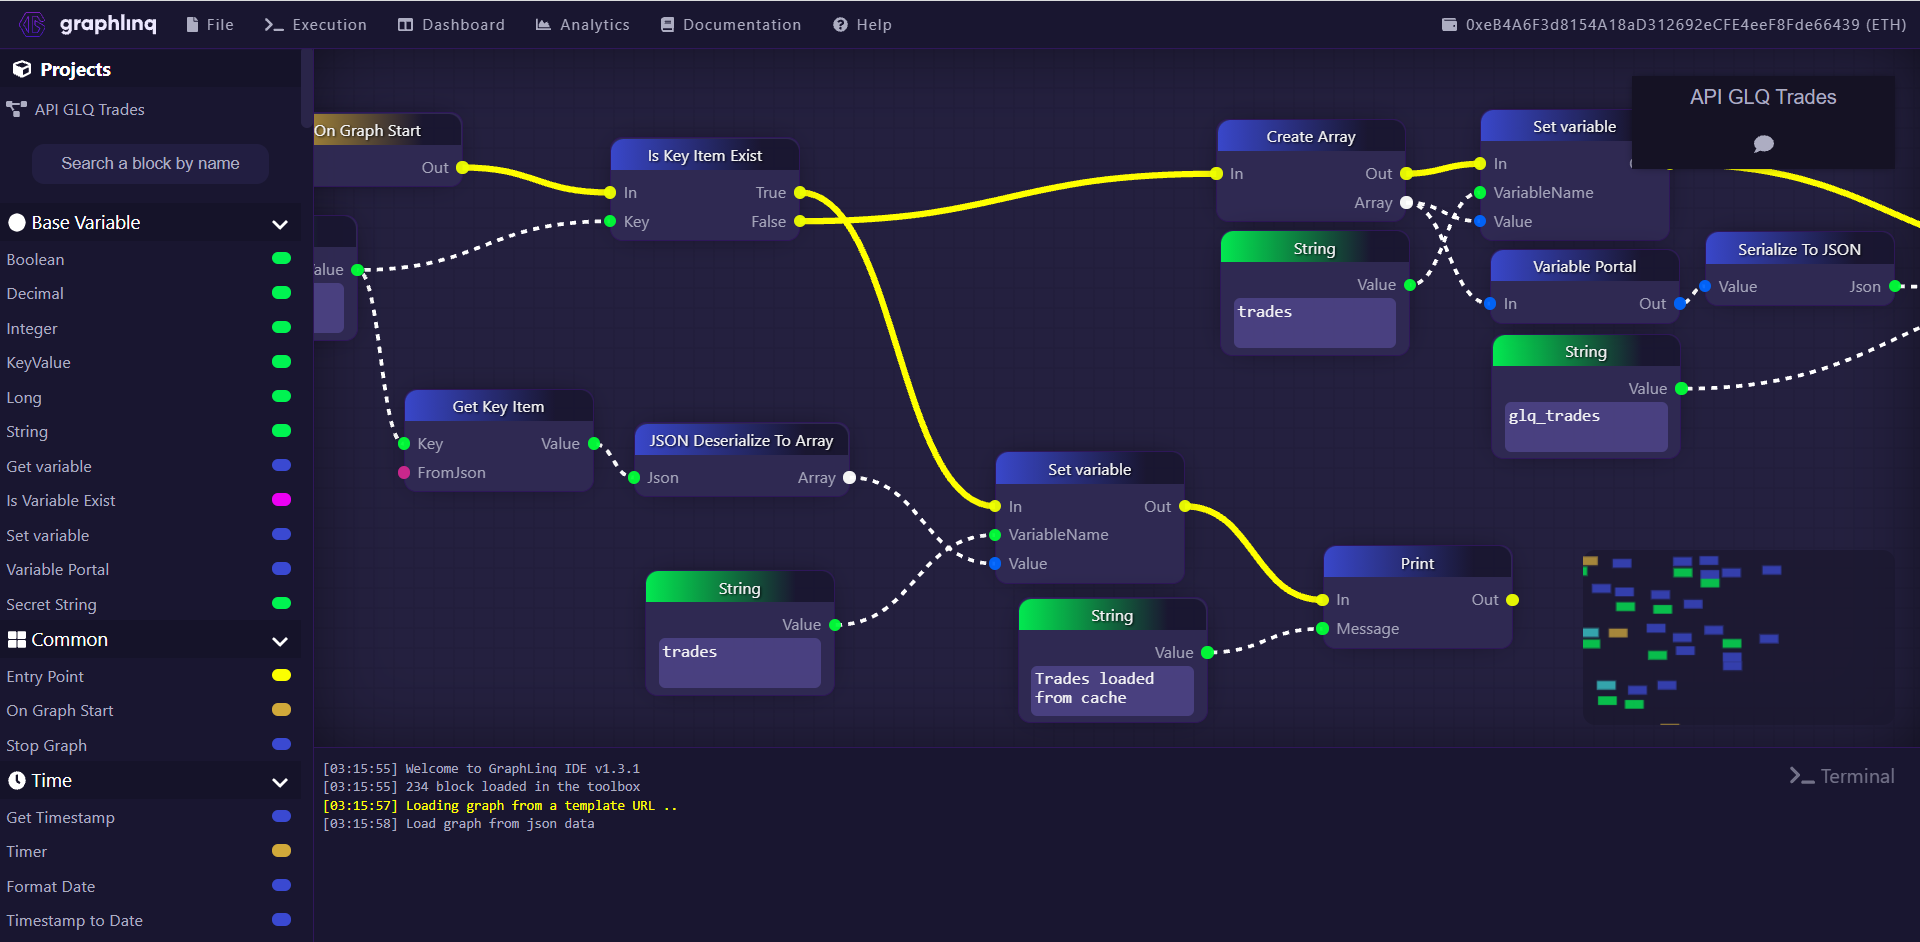 graphlinq
File
Execution
Dashboard
Analytics
Documentation
Help
0xeB4A6F3d8154A18aD312692eCFE4eeF8Fde66439 (ETH)
Projects
API GLQ Trades
Search a block by name
Base Variable
Boolean
Decimal
Integer
KeyValue
Long
String
Get variable
Is Variable Exist
Set variable
Variable Portal
Secret String
Common
Entry Point
On Graph Start
Stop Graph
Time
Get Timestamp
Timer
Format Date
Timestamp to Date
On Graph Start
Out
alue
Is Key Item Exist
In
True
Key
False
Get Key Item
Key
Value
FromJson
JSON Deserialize To Array
Json
Array
String
Value
trades
Set variable
In
Out
VariableName
Value
String
Value
Trades loaded
from cache
Print
In
Out
Message
Create Array
In
Out
Array
String
Value
trades
Set variable
In
VariableName
Value
Variable Portal
In
Out
String
Value
glq_trades
Serialize To JSON
Value
Json
API GLQ Trades
[03:15:55] Welcome to GraphLinq IDE v1.3.1
[03:15:55] 234 block loaded in the toolbox
[03:15:57] Loading graph from a template URL ..
[03:15:58] Load graph from json data
Terminal